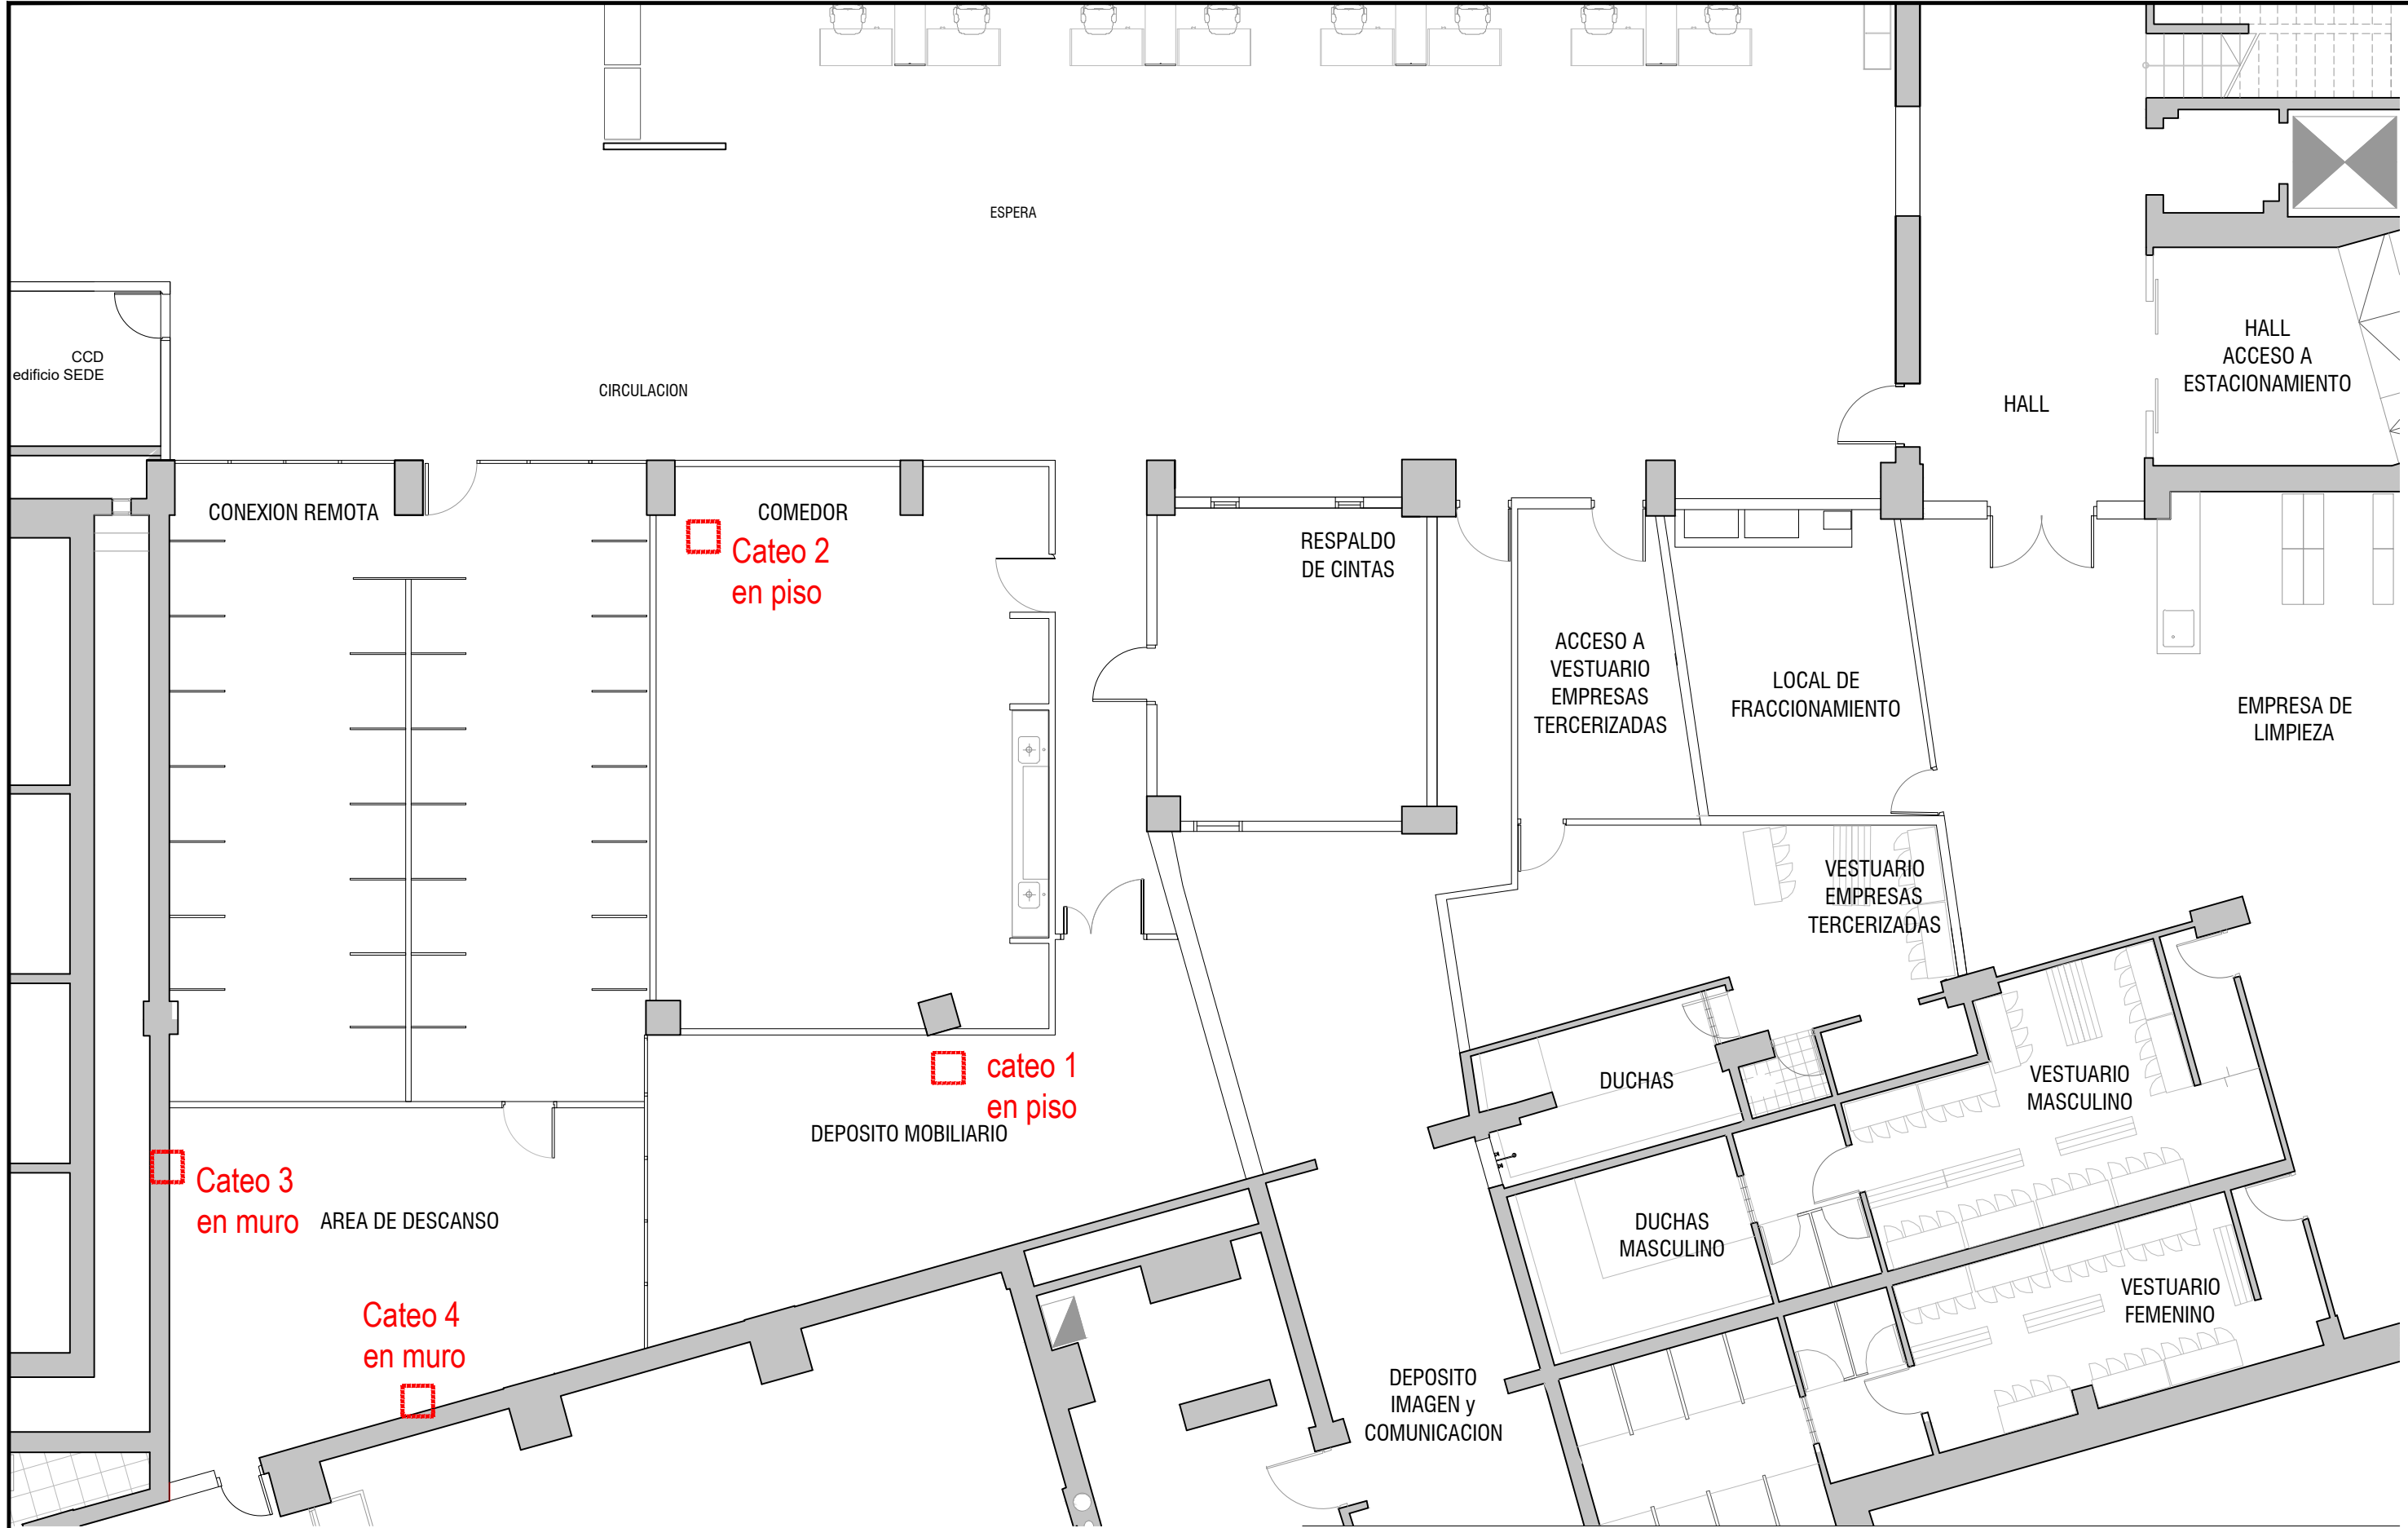 ESPERA
CCD
edificio SEDE
CIRCULACION
HALL
ACCESO A
ESTACIONAMIENTO
HALL
CONEXION REMOTA
COMEDOR
Cateo 2
en piso
RESPALDO
DE CINTAS
ACCESO A
VESTUARIO
EMPRESAS
TERCERIZADAS
LOCAL DE
FRACCIONAMIENTO
EMPRESA DE
LIMPIEZA
VESTUARIO
EMPRESAS
TERCERIZADAS
cateo 1
en piso
DEPOSITO MOBILIARIO
DUCHAS
VESTUARIO
MASCULINO
Cateo 3
en muro
AREA DE DESCANSO
DUCHAS
MASCULINO
VESTUARIO
FEMENINO
Cateo 4
en muro
DEPOSITO
IMAGEN y
COMUNICACION